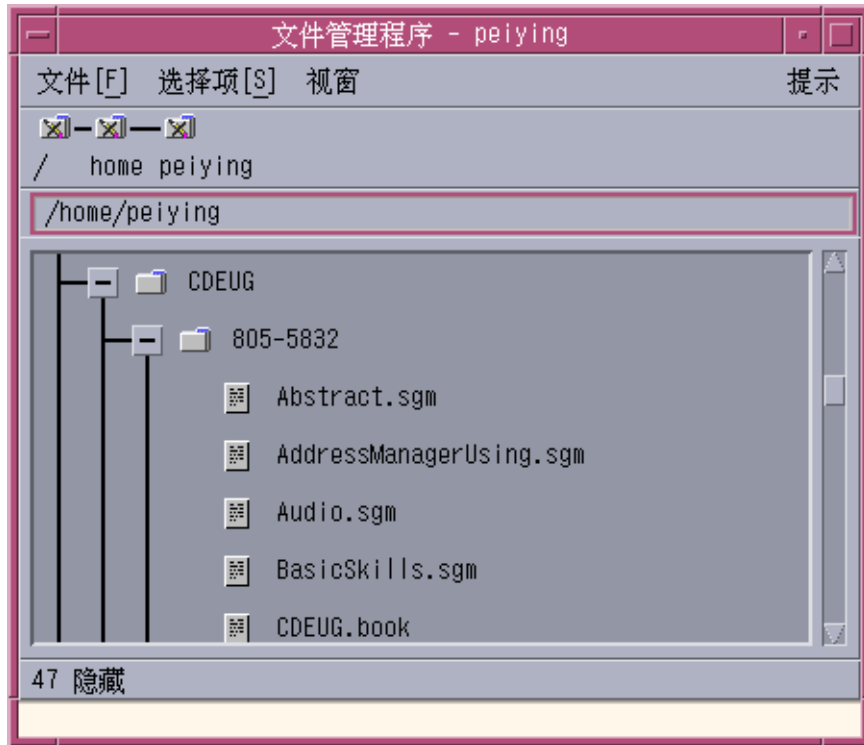 文件管理程序 - peiying
文件[F] 选择项[S] 视窗 提示
/ home peiying
/home/peiying
CDEUG
805-5832
Abstract.sgm
AddressManagerUsing.sgm
Audio.sgm
BasicSkills.sgm
CDEUG.book
47 隐藏